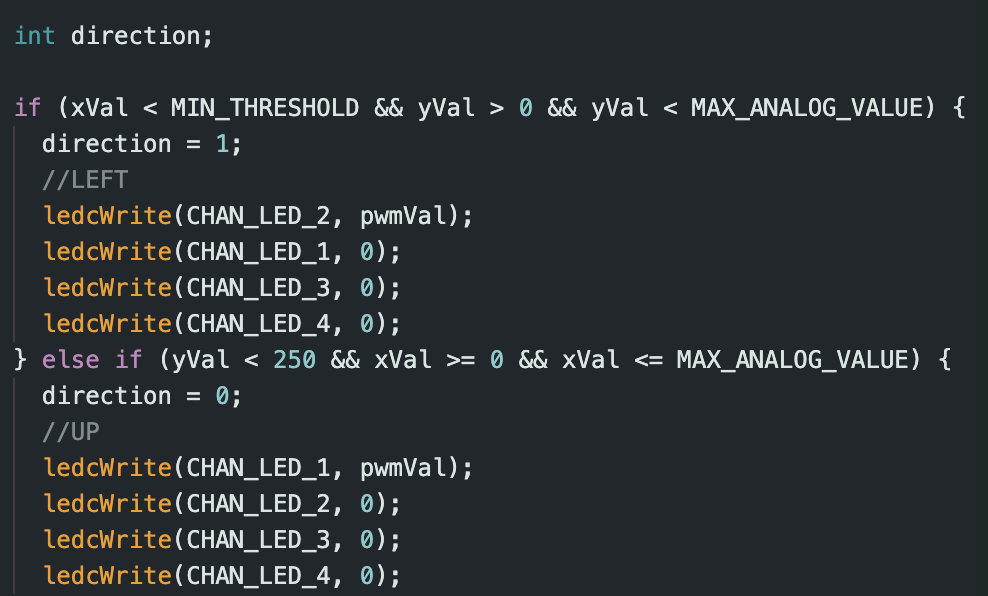 int direction;
if (xVal < MIN_THRESHOLD && yVal > 0 && yVal < MAX_ANALOG_VALUE) {
direction = 1;
//LEFT
ledcWrite(CHAN_LED_2, pwmVal);
ledcWrite(CHAN_LED_1, 0);
ledcWrite(CHAN_LED_3, 0);
ledcWrite(CHAN_LED_4, 0);
} else if (yVal < 250 && xVal >= 0 && xVal <= MAX_ANALOG_VALUE) {
direction = 0;
//UP
ledcWrite(CHAN_LED_1, pwmVal);
ledcWrite(CHAN_LED_2, 0);
ledcWrite(CHAN_LED_3, 0);
ledcWrite(CHAN_LED_4, 0);